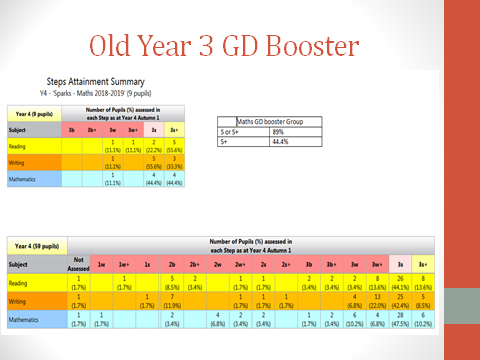 Old Year 3 GD Booster
Steps Attainment Summary
Y4 - 'Sparks - Maths 2018-2019' (9 pupils)
Year 4 (9 pupils) Number of Pupils (%) assessed in each Step as at Year 4 Autumn 1
Subject 3b 3b+ 3w 3w+ 3s 3s+
Reading 1 (11.1%) 1 (11.1%) 2 (22.2%) 5 (55.6%)
Writing 1 (11.1%) 5 (55.6%) 3 (33.3%)
Mathematics 1 (11.1%) 4 (44.4%) 4 (44.4%)
Maths GD booster Group
S or S+ 89%
S+ 44.4%
Year 4 (59 pupils) Number of Pupils (%) assessed in each Step as at Year 4 Autumn 1
Subject Not Assessed 1w 1w+ 1s 2b 2b+ 2w 2w+ 2s 2s+ 3b 3b+ 3w 3w+ 3s 3s+
Reading 1 (1.7%) 1 (1.7%) 5 (8.5%) 2 (3.4%) 1 (1.7%) 1 (1.7%) 2 (3.4%) 2 (3.4%) 2 (3.4%) 8 (13.6%) 26 (44.1%) 8 (13.6%)
Writing 1 (1.7%) 1 (1.7%) 7 (11.9%) 1 (1.7%) 1 (1.7%) 1 (1.7%) 4 (6.8%) 13 (22.0%) 25 (42.4%) 5 (8.5%)
Mathematics 1 (1.7%) 1 (1.7%) 2 (3.4%) 4 (6.8%) 2 (3.4%) 2 (3.4%) 1 (1.7%) 2 (3.4%) 6 (10.2%) 4 (6.8%) 28 (47.5%) 6 (10.2%)